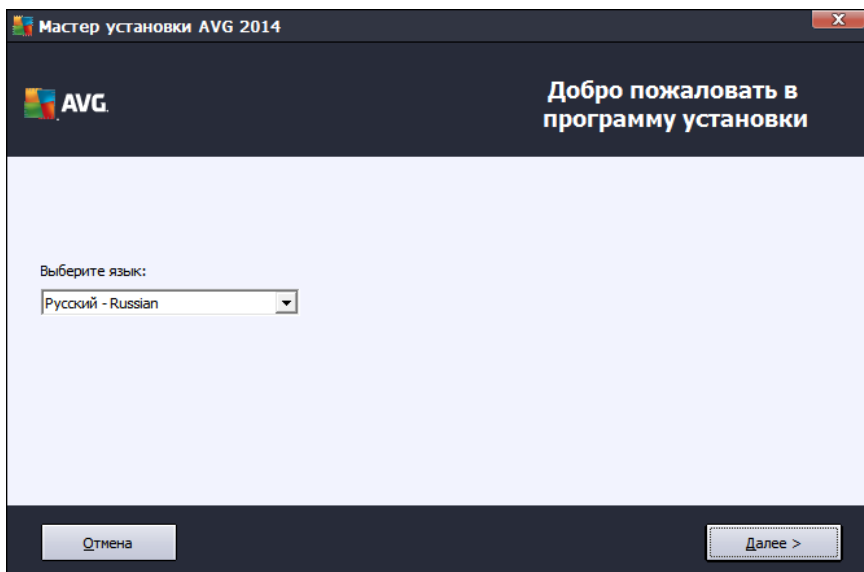 Мастер установки AVG 2014
AVG.
Добро пожаловать в
программу установки
Выберите язык:
Русский - Russian
Отмена
Далее >